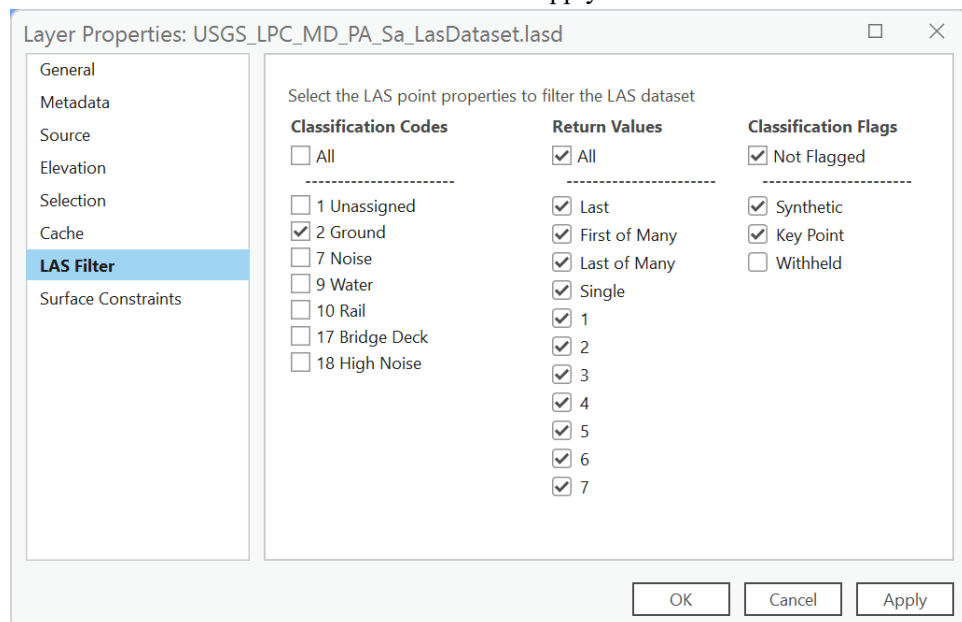 Apply
Layer Properties: USGS_LPC_MD_PA_Sa_LasDataset.lasd
General
Metadata
Source
Elevation
Selection
Cache
LAS Filter
Surface Constraints
Select the LAS point properties to filter the LAS dataset
Classification Codes
All
-----------------------
1 Unassigned
2 Ground
7 Noise
9 Water
10 Rail
17 Bridge Deck
18 High Noise
Return Values
All
-----------------------
Last
First of Many
Last of Many
Single
1
2
3
4
5
6
7
Classification Flags
Not Flagged
-----------------------
Synthetic
Key Point
Withheld
OK
Cancel
Apply